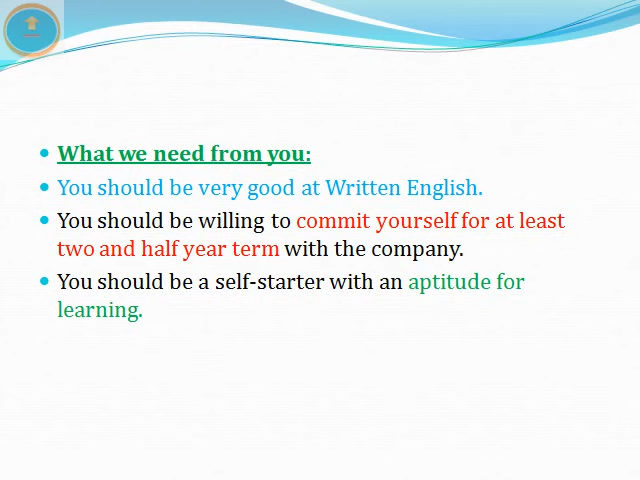 What we need from you:
You should be very good at Written English.
You should be willing to commit yourself for at least
two and half year term with the company.
You should be a self-starter with an aptitude for
learning.